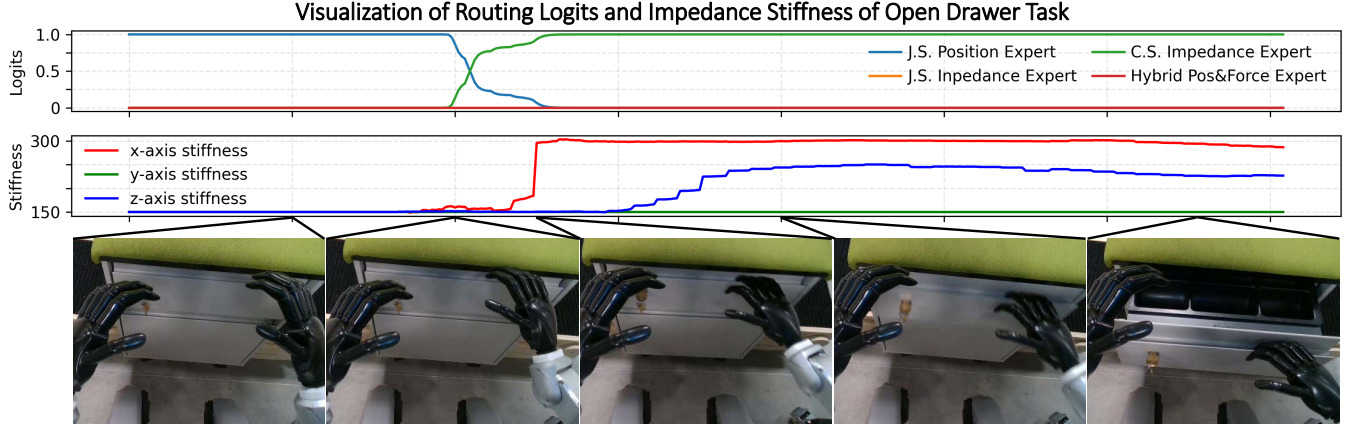 Visualization of Routing Logits and Impedance Stiffness of Open Drawer Task
Logits
1.0
0.5
0
J.S. Position Expert
C.S. Impedance Expert
J.S. Inpedance Expert
Hybrid Pos&Force Expert
Stiffness
300
150
x-axis stiffness
y-axis stiffness
z-axis stiffness